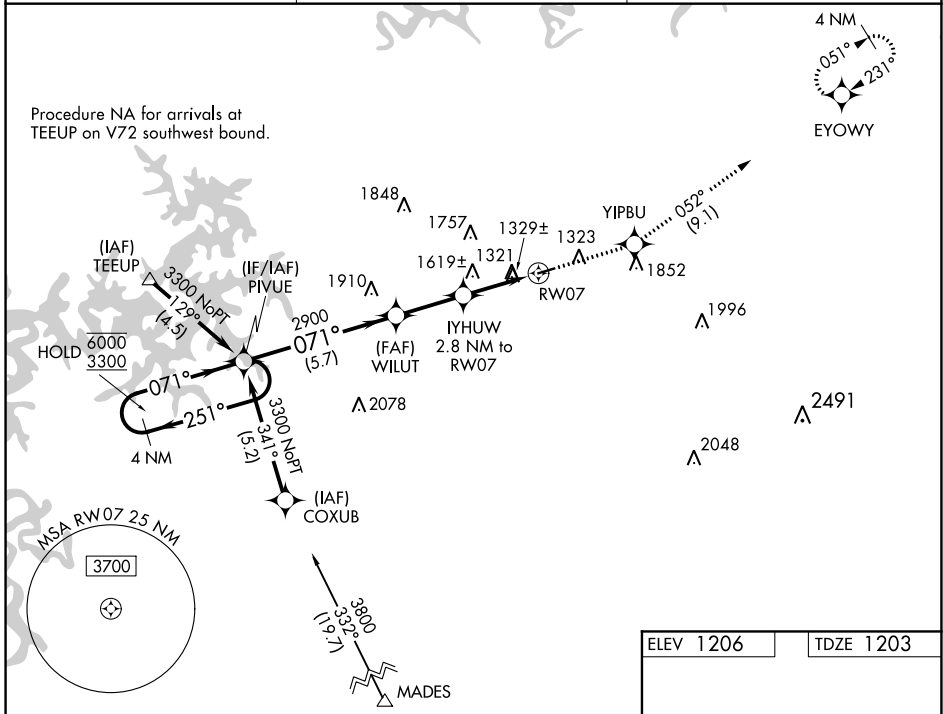 4 NM
051°
231°
EYOWY
Procedure NA for arrivals at
TEEUP on V72 southwest bound.
1848
1757
1329±
YIPBU
052°
(9.1)
(IAF)
TEEUP
3300 NoPT
129°
(4.5)
(IF/IAF)
PIVUE
1619±
1321
1323
1852
1910
RW07
1996
HOLD 6000
3300
2900
071°
(5.7)
(FAF)
WILUT
IYHUW
2.8 NM to
RW07
071°
251°
4 NM
2078
2491
2048
3300 NoPT
341°
(5.2)
(IAF)
COXUB
MSA RW07 25 NM
3700
3800
332°
(19.7)
MADES
ELEV 1206
TDZE 1203